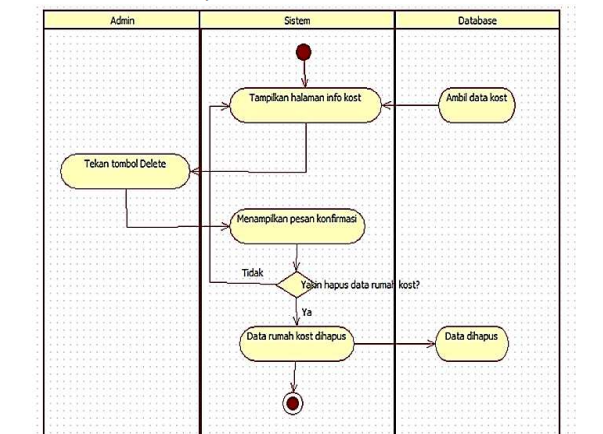 Admin
Sistem
Database
Tampilkan halaman info kost
Ambil data kost
Tekan tombol Delete
Menampilkan pesan konfirmasi
Tidak
Yakin hapus data rumah kost?
Ya
Data rumah kost dihapus
Data dihapus